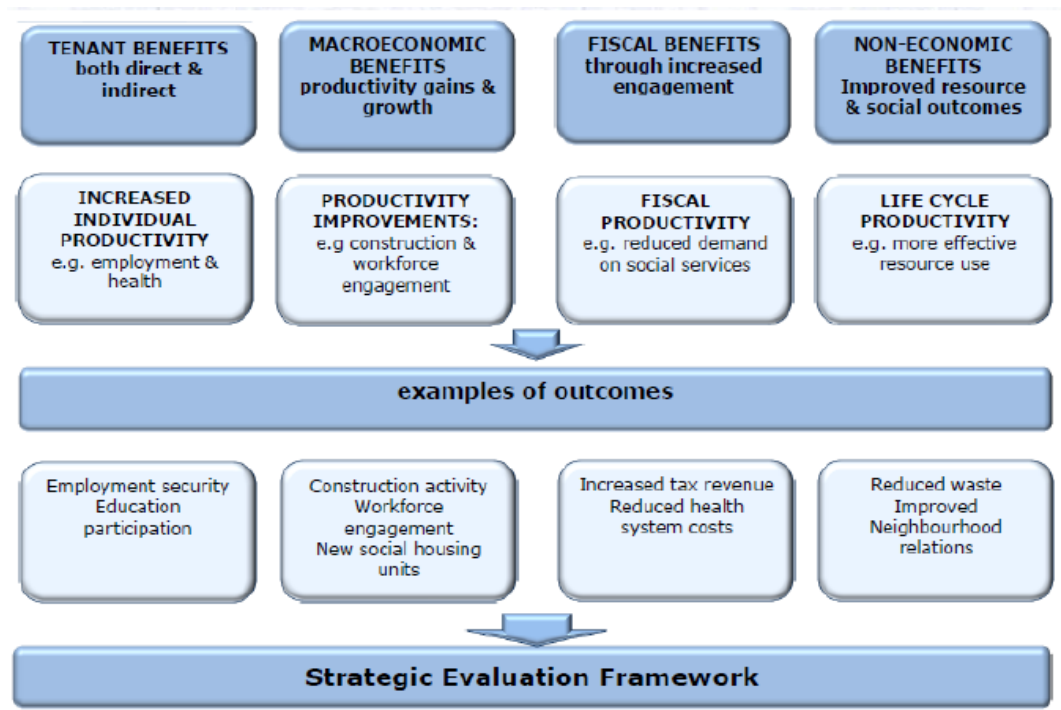 TENANT BENEFITS
both direct &
indirect
MACROECONOMIC
BENEFITS
productivity gains &
growth
FISCAL BENEFITS
through increased
engagement
NON-ECONOMIC
BENEFITS
Improved resource
& social outcomes
INCREASED
INDIVIDUAL
PRODUCTIVITY
e.g. employment &
health
PRODUCTIVITY
IMPROVEMENTS:
e.g construction &
workforce
engagement
FISCAL
PRODUCTIVITY
e.g. reduced demand
on social services
LIFE CYCLE
PRODUCTIVITY
e.g. more effective
resource use
examples of outcomes
Employment security
Education
participation
Construction activity
Workforce
engagement
New social housing
units
Increased tax revenue
Reduced health
system costs
Reduced waste
Improved
Neighbourhood
relations
Strategic Evaluation Framework